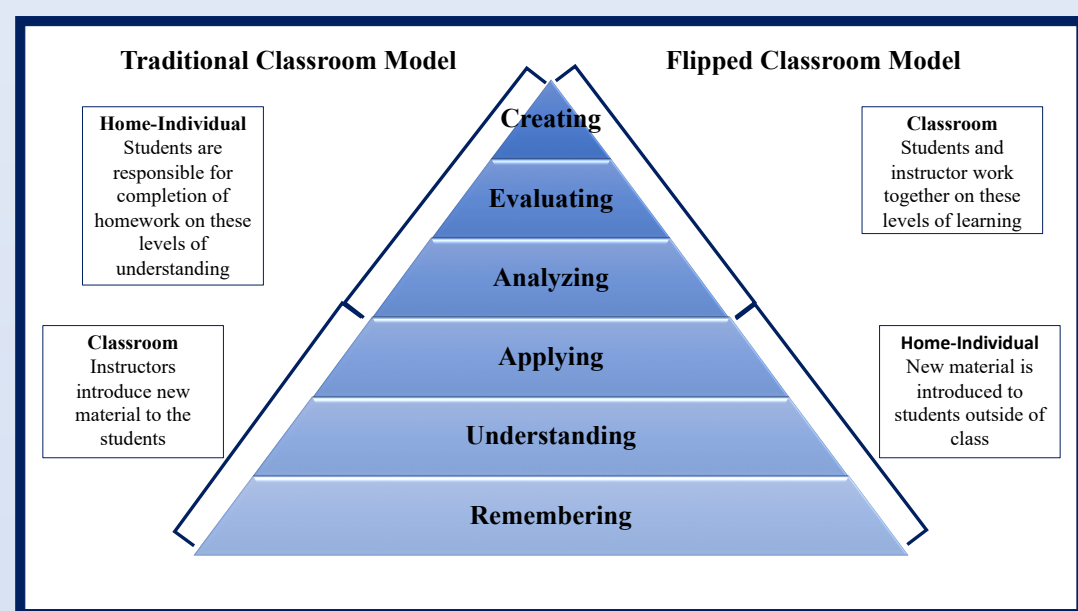 Traditional Classroom Model
Flipped Classroom Model
Home-Individual
Students are
responsible for
completion of
homework on these
levels of
understanding
Classroom
Instructors
introduce new
material to the
students
Creating
Evaluating
Analyzing
Applying
Understanding
Remembering
Classroom
Students and
instructor work
together on these
levels of learning
Home-Individual
New material is
introduced to
students outside of
class